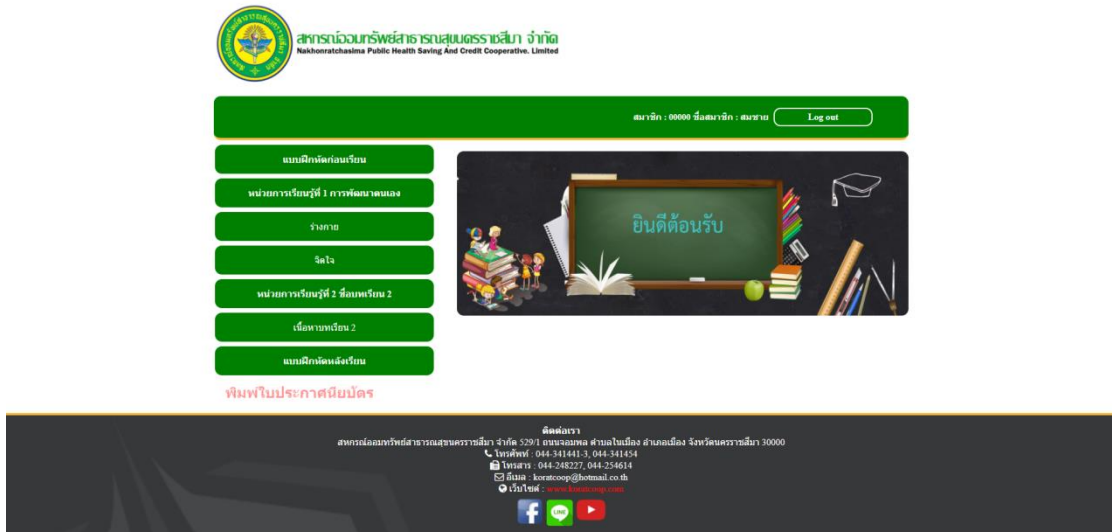 สหกรณ์ออมทรัพย์สาธารณสุขนครราชสีมา จำกัด
Nakhonratchasima Public Health Saving And Credit Cooperative. Limited
สมาชิก : 00000 ชื่อสมาชิก : สมชาย Log out
แบบฝึกหัดก่อนเรียน
หน่วยการเรียนรู้ที่ 1 การพัฒนาตนเอง
ร่างกาย
จิตใจ
หน่วยการเรียนรู้ที่ 2 ชื่อบทเรียน 2
เนื้อหาบทเรียน 2
แบบฝึกหัดหลังเรียน
พิมพ์ใบประกาศนียบัตร
ยินดีต้อนรับ
ติดต่อเรา
สหกรณ์ออมทรัพย์สาธารณสุขนครราชสีมา จำกัด 529/1 ถนนจอมพล ตำบลในเมือง อำเภอเมือง จังหวัดนครราชสีมา 30000
โทรศัพท์ : 044-341441-3, 044-341454
โทรสาร : 044-248227, 044-254614
อีเมล : koratcoop@hotmail.co.th
เว็บไซต์ : www.koratcoop.com
LINE